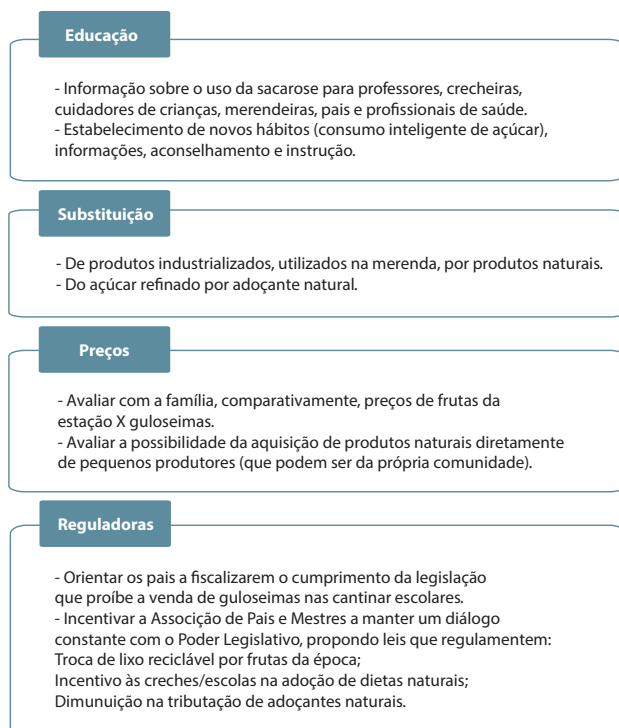 Educação
- Informação sobre o uso da sacarose para professores, crecheiras,
cuidadores de crianças, merendeiras, pais e profissionais de saúde.
- Estabelecimento de novos hábitos (consumo inteligente de açúcar),
informações, aconselhamento e instrução.
Substituição
- De produtos industrializados, utilizados na merenda, por produtos naturais.
- Do açúcar refinado por adoçante natural.
Preços
- Avaliar com a família, comparativamente, preços de frutas da
estação X guloseimas.
- Avaliar a possibilidade da aquisição de produtos naturais diretamente
de pequenos produtores (que podem ser da própria comunidade).
Reguladoras
- Orientar os pais a fiscalizarem o cumprimento da legislação
que proíbe a venda de guloseimas nas cantinar escolares.
- Incentivar a Associção de Pais e Mestres a manter um diálogo
constante com o Poder Legislativo, propondo leis que regulamentem:
Troca de lixo reciclável por frutas da época;
Incentivo às creches/escolas na adoção de dietas naturais;
Dimunuição na tributação de adoçantes naturais.